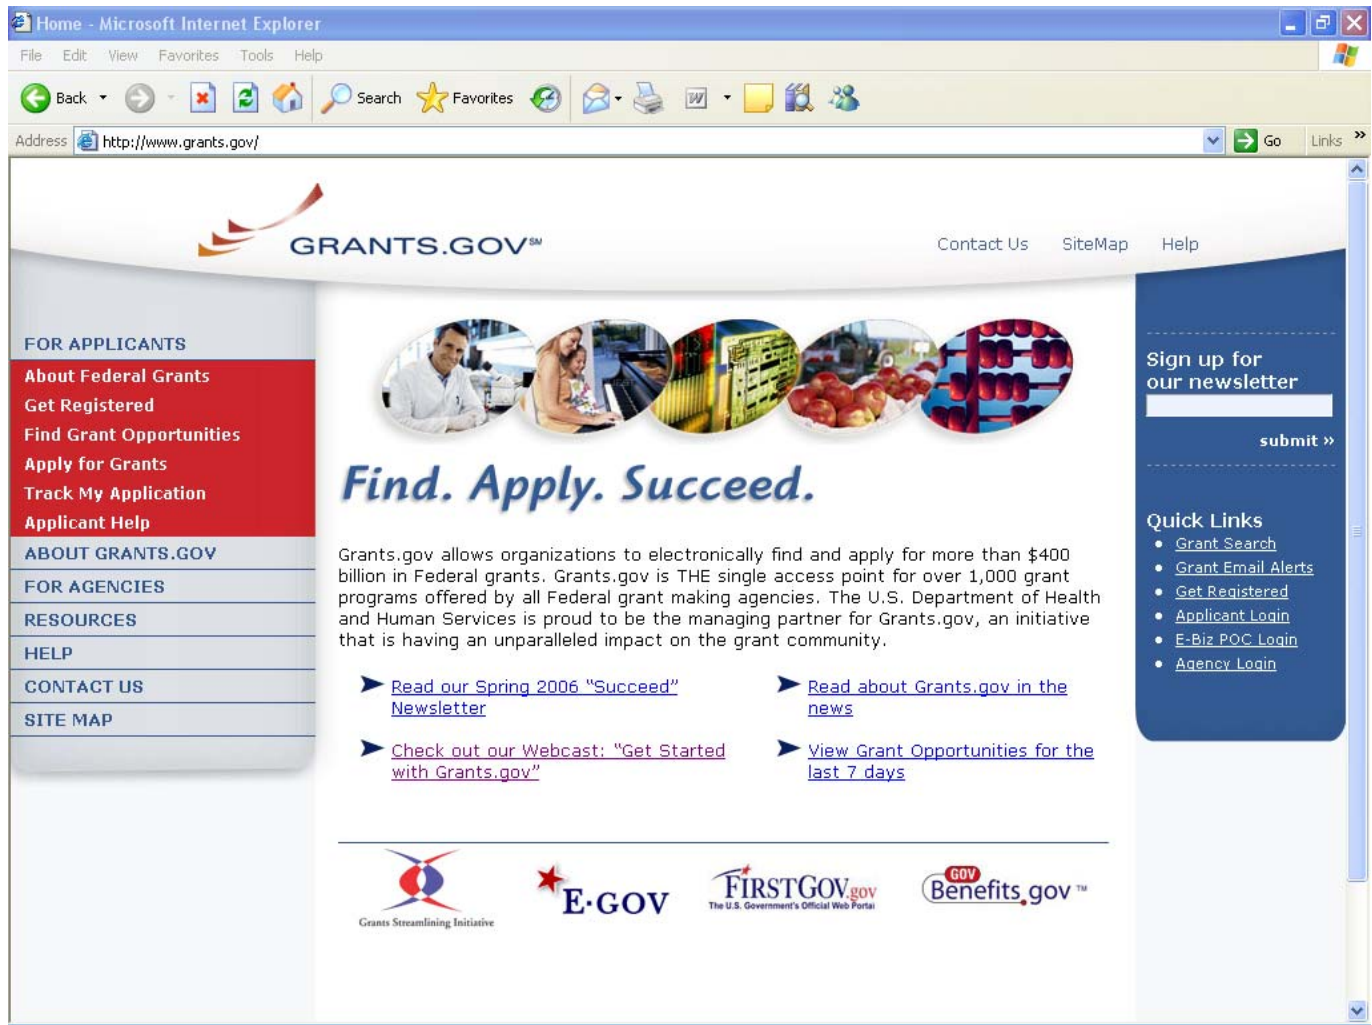 Home - Microsoft Internet Explorer
File Edit View Favorites Tools Help
Back Search Favorites
Address http://www.grants.gov/ Go Links »
GRANTS.GOV℠
Contact Us SiteMap Help
FOR APPLICANTS
About Federal Grants
Get Registered
Find Grant Opportunities
Apply for Grants
Track My Application
Applicant Help
ABOUT GRANTS.GOV
FOR AGENCIES
RESOURCES
HELP
CONTACT US
SITE MAP
Find. Apply. Succeed.
Grants.gov allows organizations to electronically find and apply for more than $400
billion in Federal grants. Grants.gov is THE single access point for over 1,000 grant
programs offered by all Federal grant making agencies. The U.S. Department of Health
and Human Services is proud to be the managing partner for Grants.gov, an initiative
that is having an unparalleled impact on the grant community.
Read our Spring 2006 "Succeed"
Newsletter
Check out our Webcast: "Get Started
with Grants.gov"
Read about Grants.gov in the
news
View Grant Opportunities for the
last 7 days
Grants Streamlining Initiative
E·GOV
FIRSTGOV.gov
The U.S. Government's Official Web Portal
GOV
Benefits.gov ™
Sign up for
our newsletter
submit »
Quick Links
• Grant Search
• Grant Email Alerts
• Get Registered
• Applicant Login
• E-Biz POC Login
• Agency Login